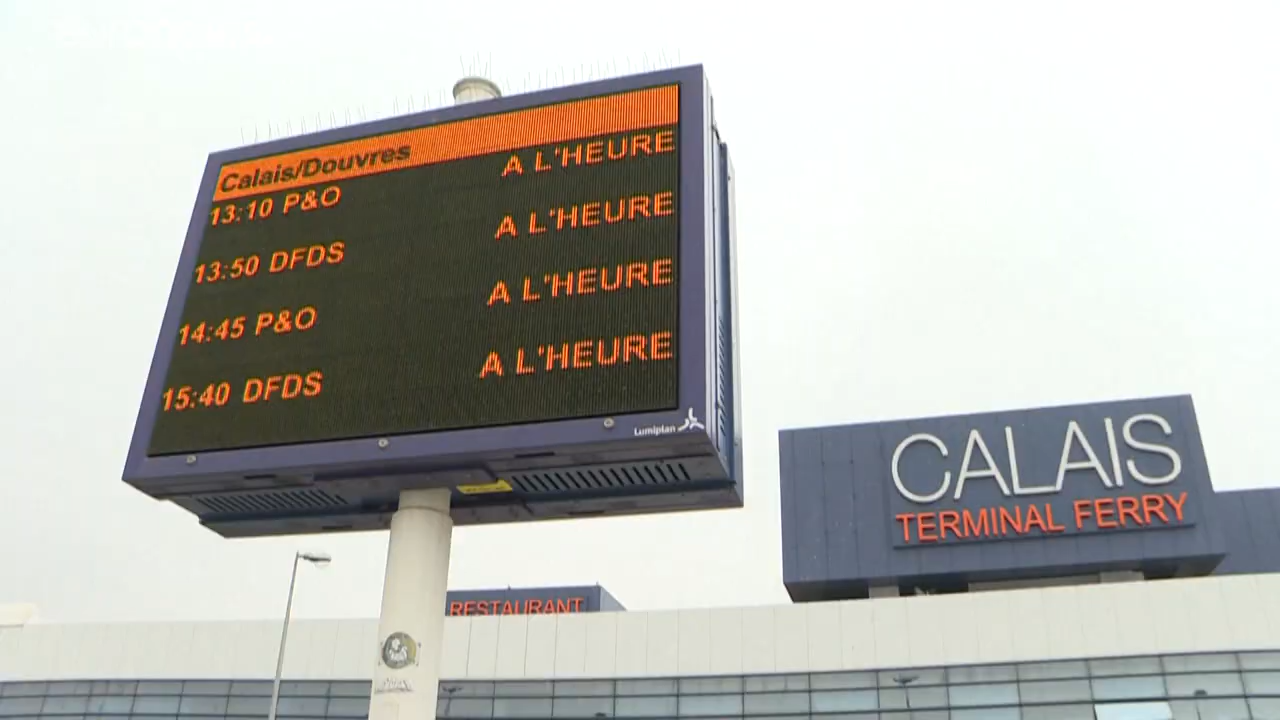 Calais/Douvres
13:10 P&O A L'HEURE
13:50 DFDS A L'HEURE
14:45 P&O A L'HEURE
15:40 DFDS A L'HEURE
Lumiplan
CALAIS
TERMINAL FERRY
RESTAURANT